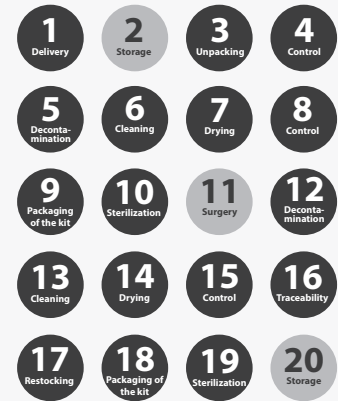 1
Delivery
2
Storage
3
Unpacking
4
Control
5
Deconta-
mination
6
Cleaning
7
Drying
8
Control
9
Packaging
of the kit
10
Sterilization
11
Surgery
12
Deconta-
mination
13
Cleaning
14
Drying
15
Control
16
Traceability
17
Restocking
18
Packaging of
the kit
19
Sterilization
20
Storage